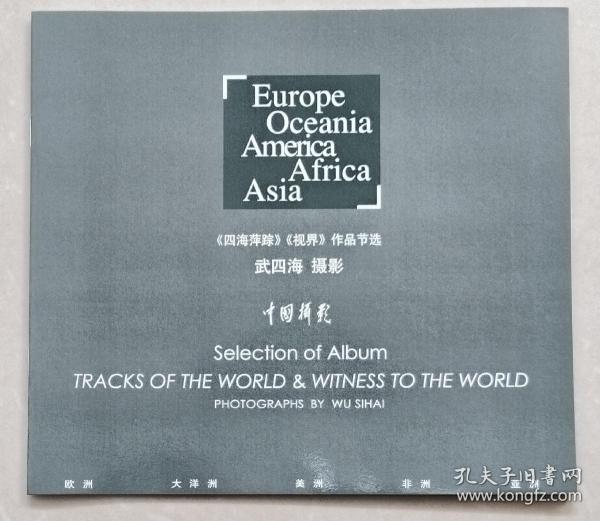 Europe
Oceania
America
Africa
Asia
《四海萍踪》《视界》作品节选
武四海 摄影
中国摄影
Selection of Album
TRACKS OF THE WORLD & WITNESS TO THE WORLD
PHOTOGRAPHS BY WU SIHAI
欧洲 大洋洲 美洲 非洲 亚洲
孔夫子旧书网
www.kongfz.com